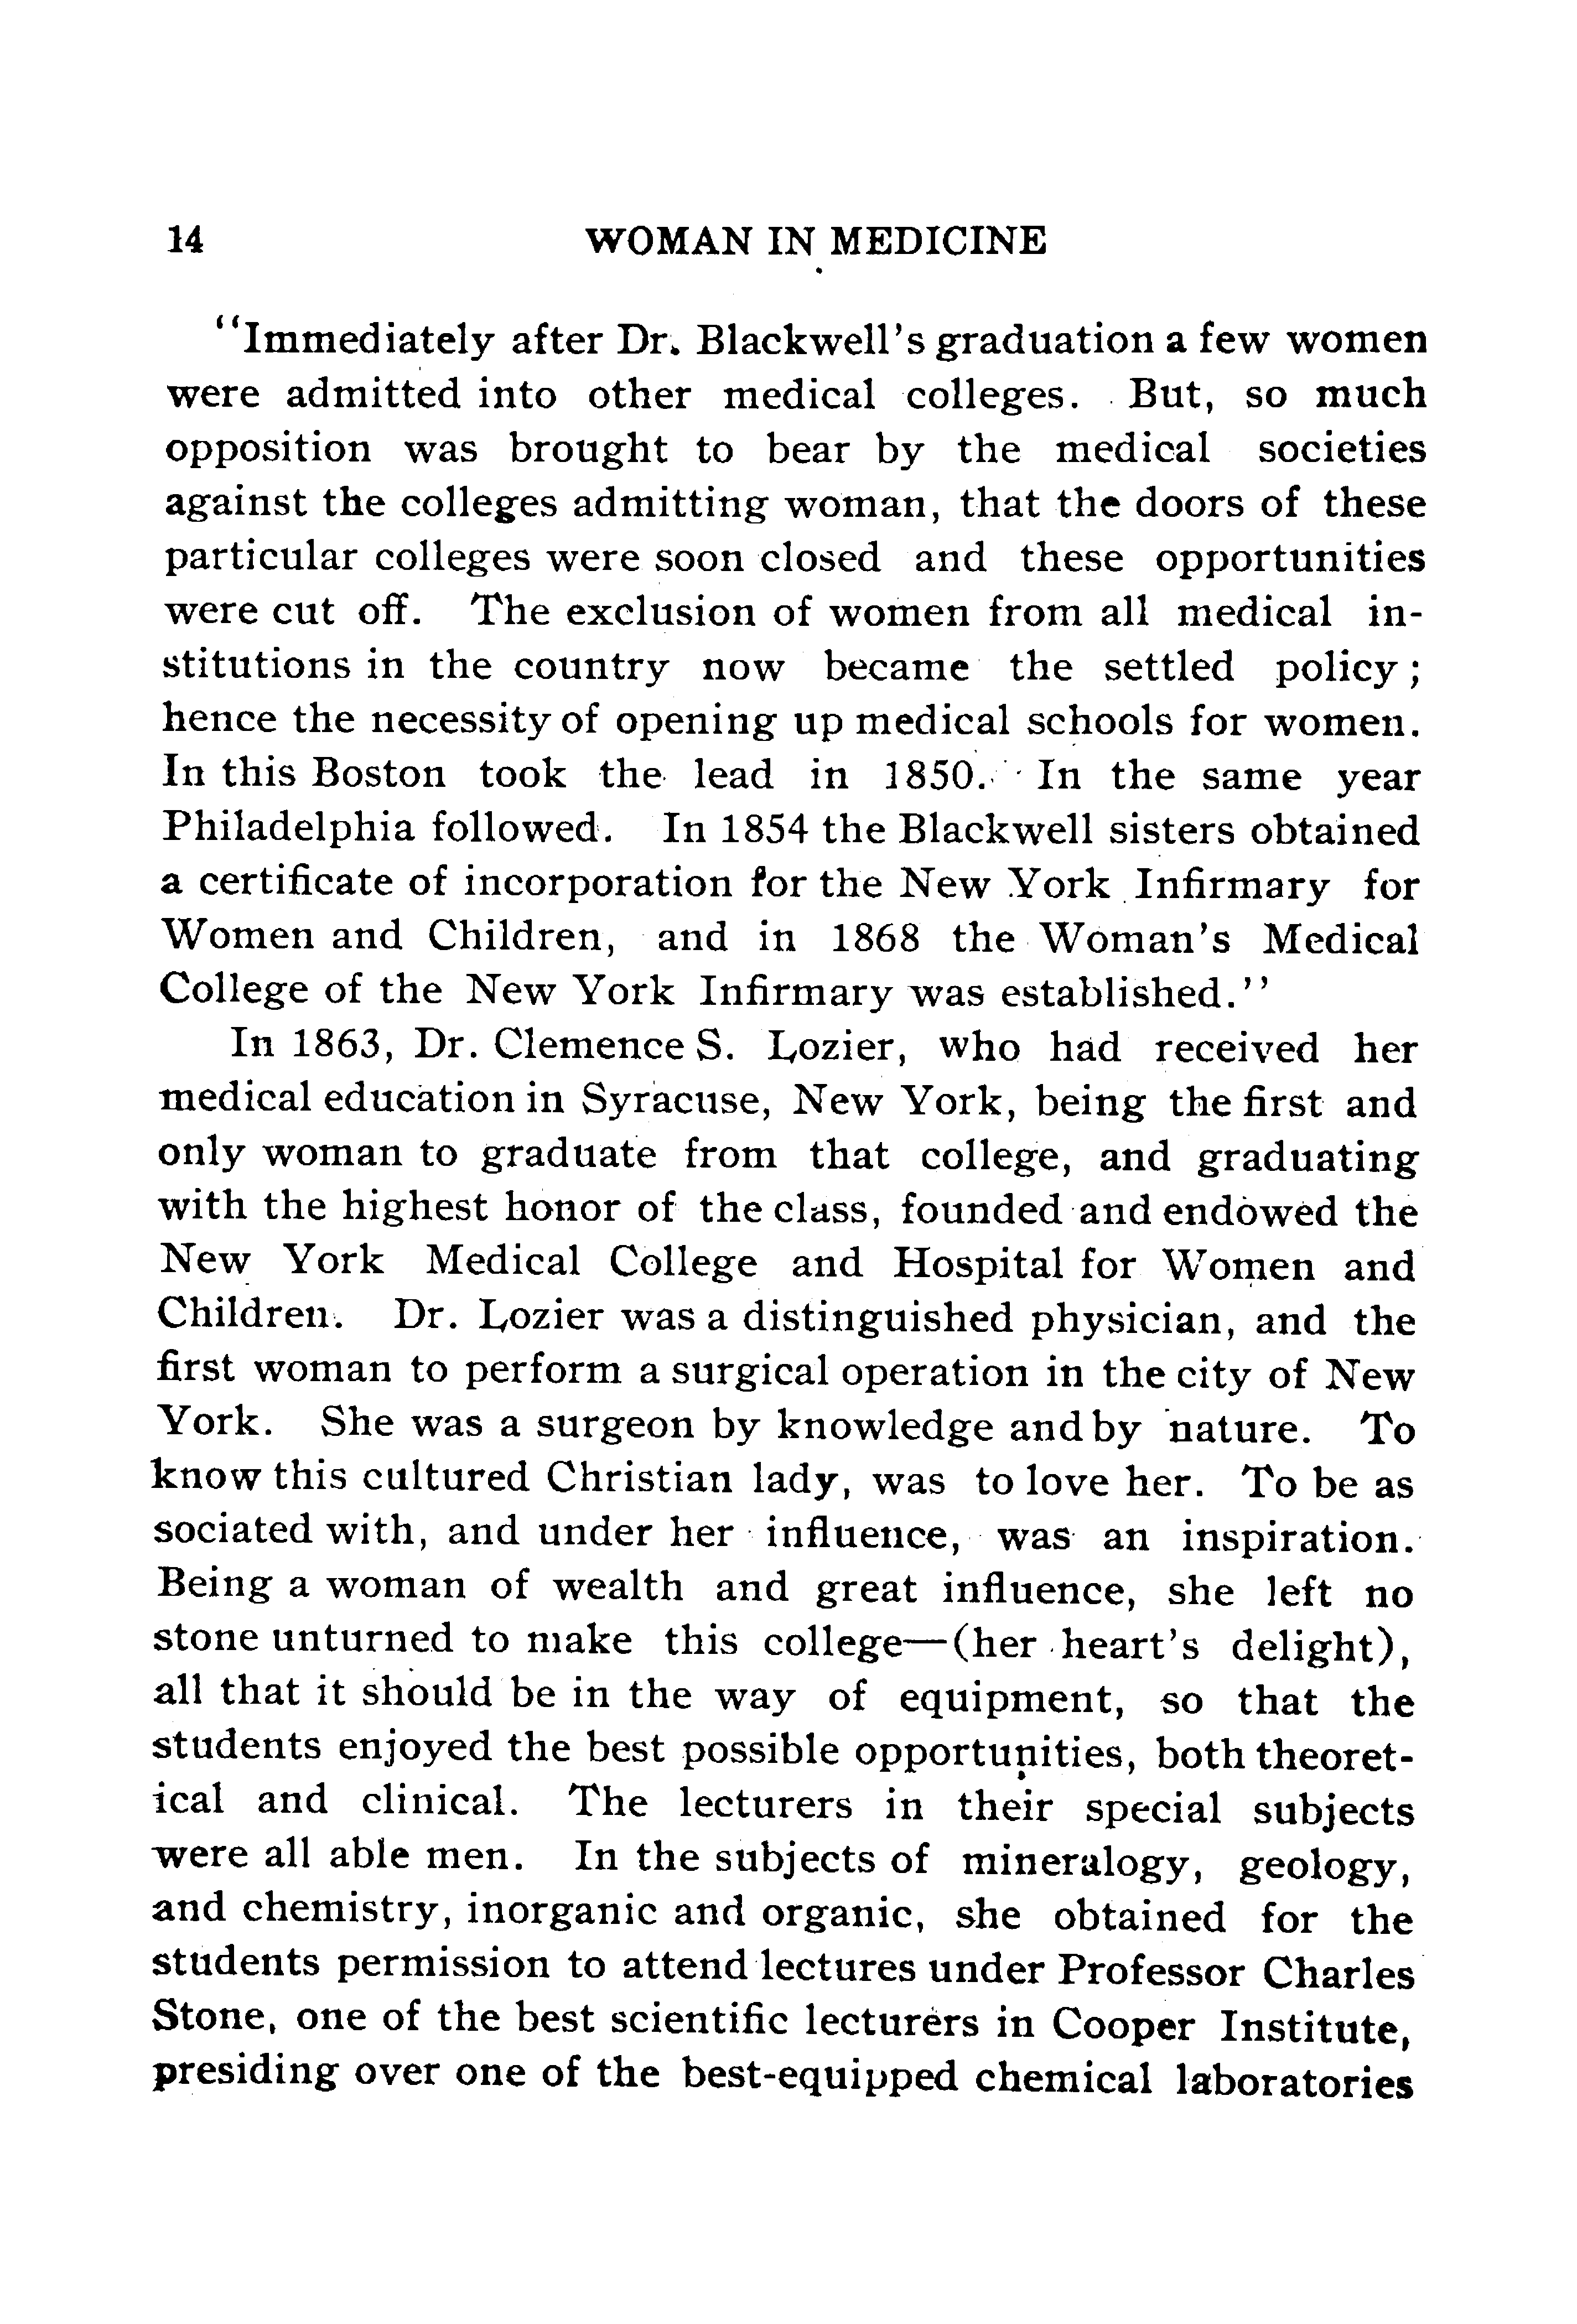 14 WOMAN IN MEDICINE
"Immediately after Dr. Blackwell's graduation a few women
were admitted into other medical colleges. But, so much
opposition was brought to bear by the medical societies
against the colleges admitting woman, that the doors of these
particular colleges were soon closed and these opportunities
were cut off. The exclusion of women from all medical in-
stitutions in the country now became the settled policy;
hence the necessity of opening up medical schools for women.
In this Boston took the lead in 1850. In the same year
Philadelphia followed. In 1854 the Blackwell sisters obtained
a certificate of incorporation for the New York Infirmary for
Women and Children, and in 1868 the Woman's Medical
College of the New York Infirmary was established."
In 1863, Dr. Clemence S. Lozier, who had received her
medical education in Syracuse, New York, being the first and
only woman to graduate from that college, and graduating
with the highest honor of the class, founded and endowed the
New York Medical College and Hospital for Women and
Children. Dr. Lozier was a distinguished physician, and the
first woman to perform a surgical operation in the city of New
York. She was a surgeon by knowledge and by nature. To
know this cultured Christian lady, was to love her. To be as
sociated with, and under her influence, was an inspiration.
Being a woman of wealth and great influence, she left no
stone unturned to make this college—(her heart's delight),
all that it should be in the way of equipment, so that the
students enjoyed the best possible opportunities, both theoret-
ical and clinical. The lecturers in their special subjects
were all able men. In the subjects of mineralogy, geology,
and chemistry, inorganic and organic, she obtained for the
students permission to attend lectures under Professor Charles
Stone, one of the best scientific lecturers in Cooper Institute,
presiding over one of the best-equipped chemical laboratories